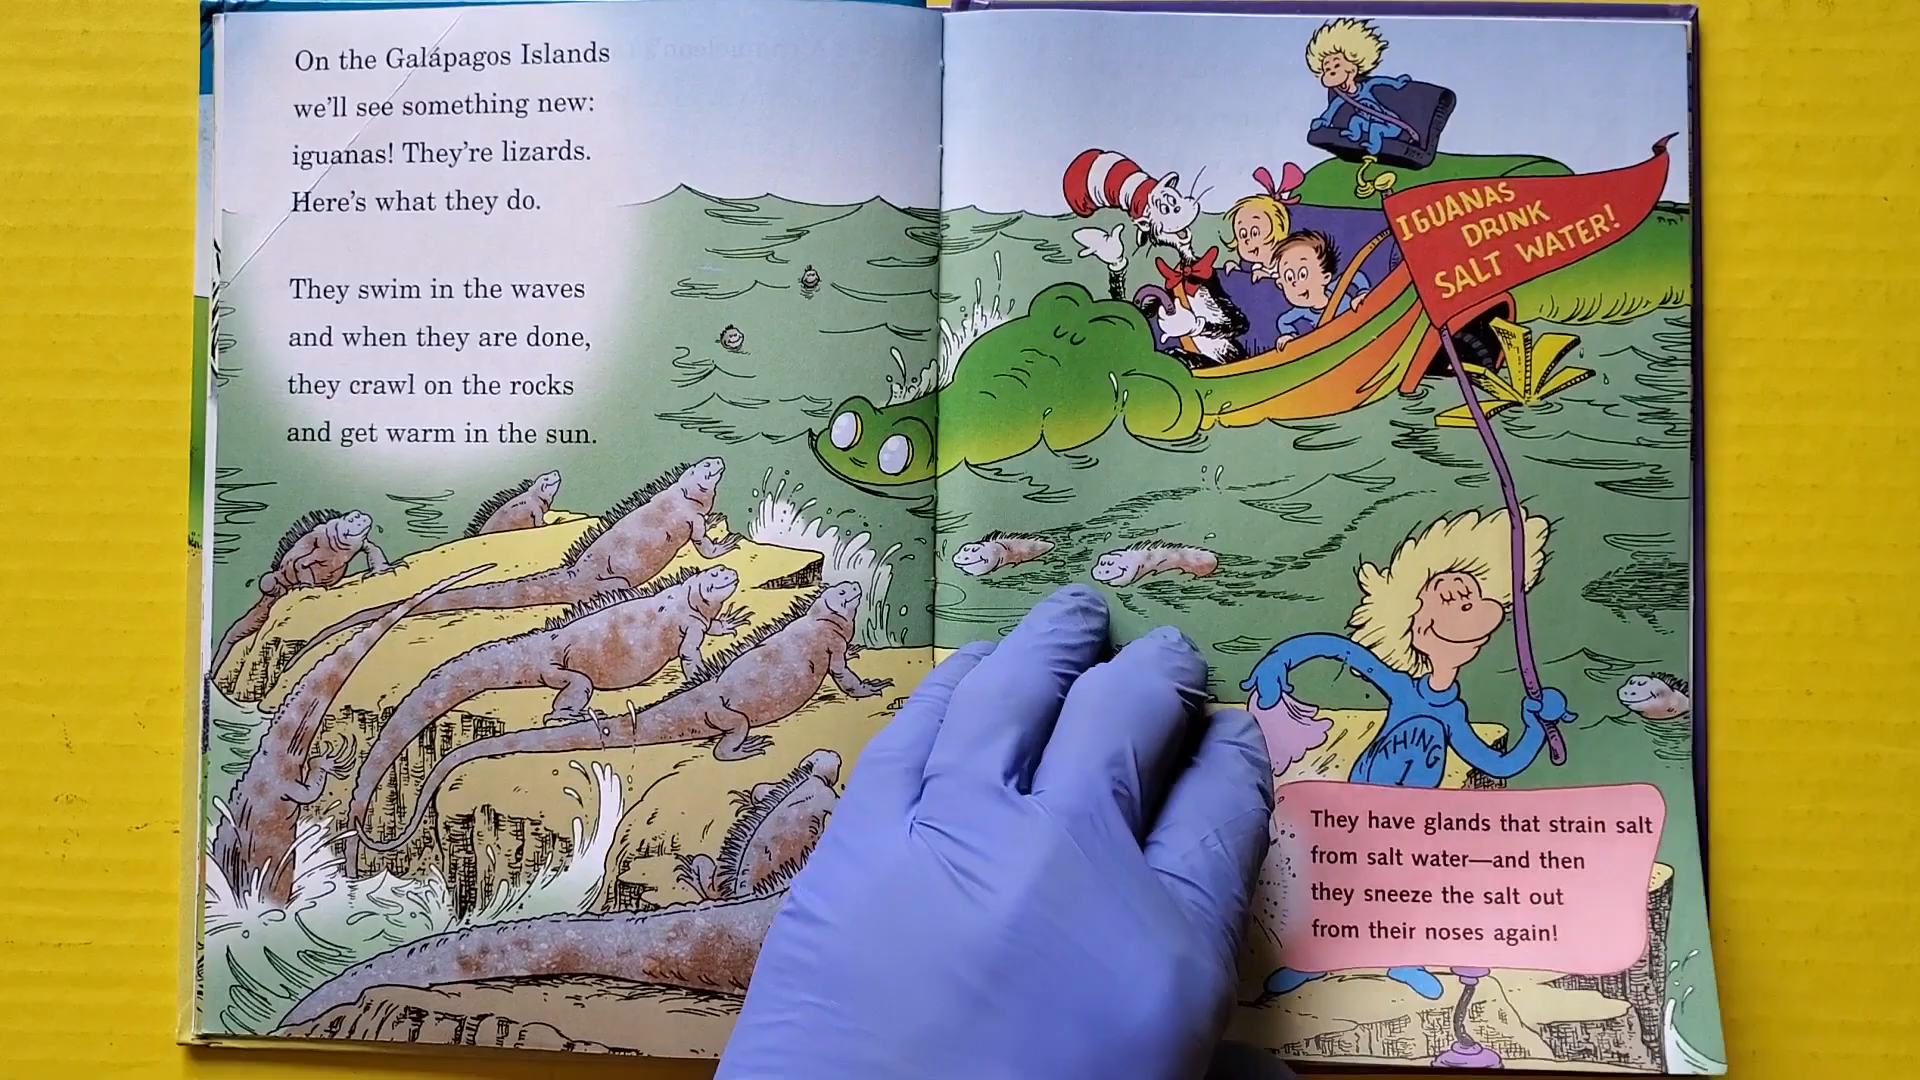 On the Galápagos Islands
we'll see something new:
iguanas! They're lizards.
Here's what they do.
They swim in the waves
and when they are done,
they crawl on the rocks
and get warm in the sun.
IGUANAS
DRINK
SALT WATER!
THING
1
They have glands that strain salt
from salt water—and then
they sneeze the salt out
from their noses again!